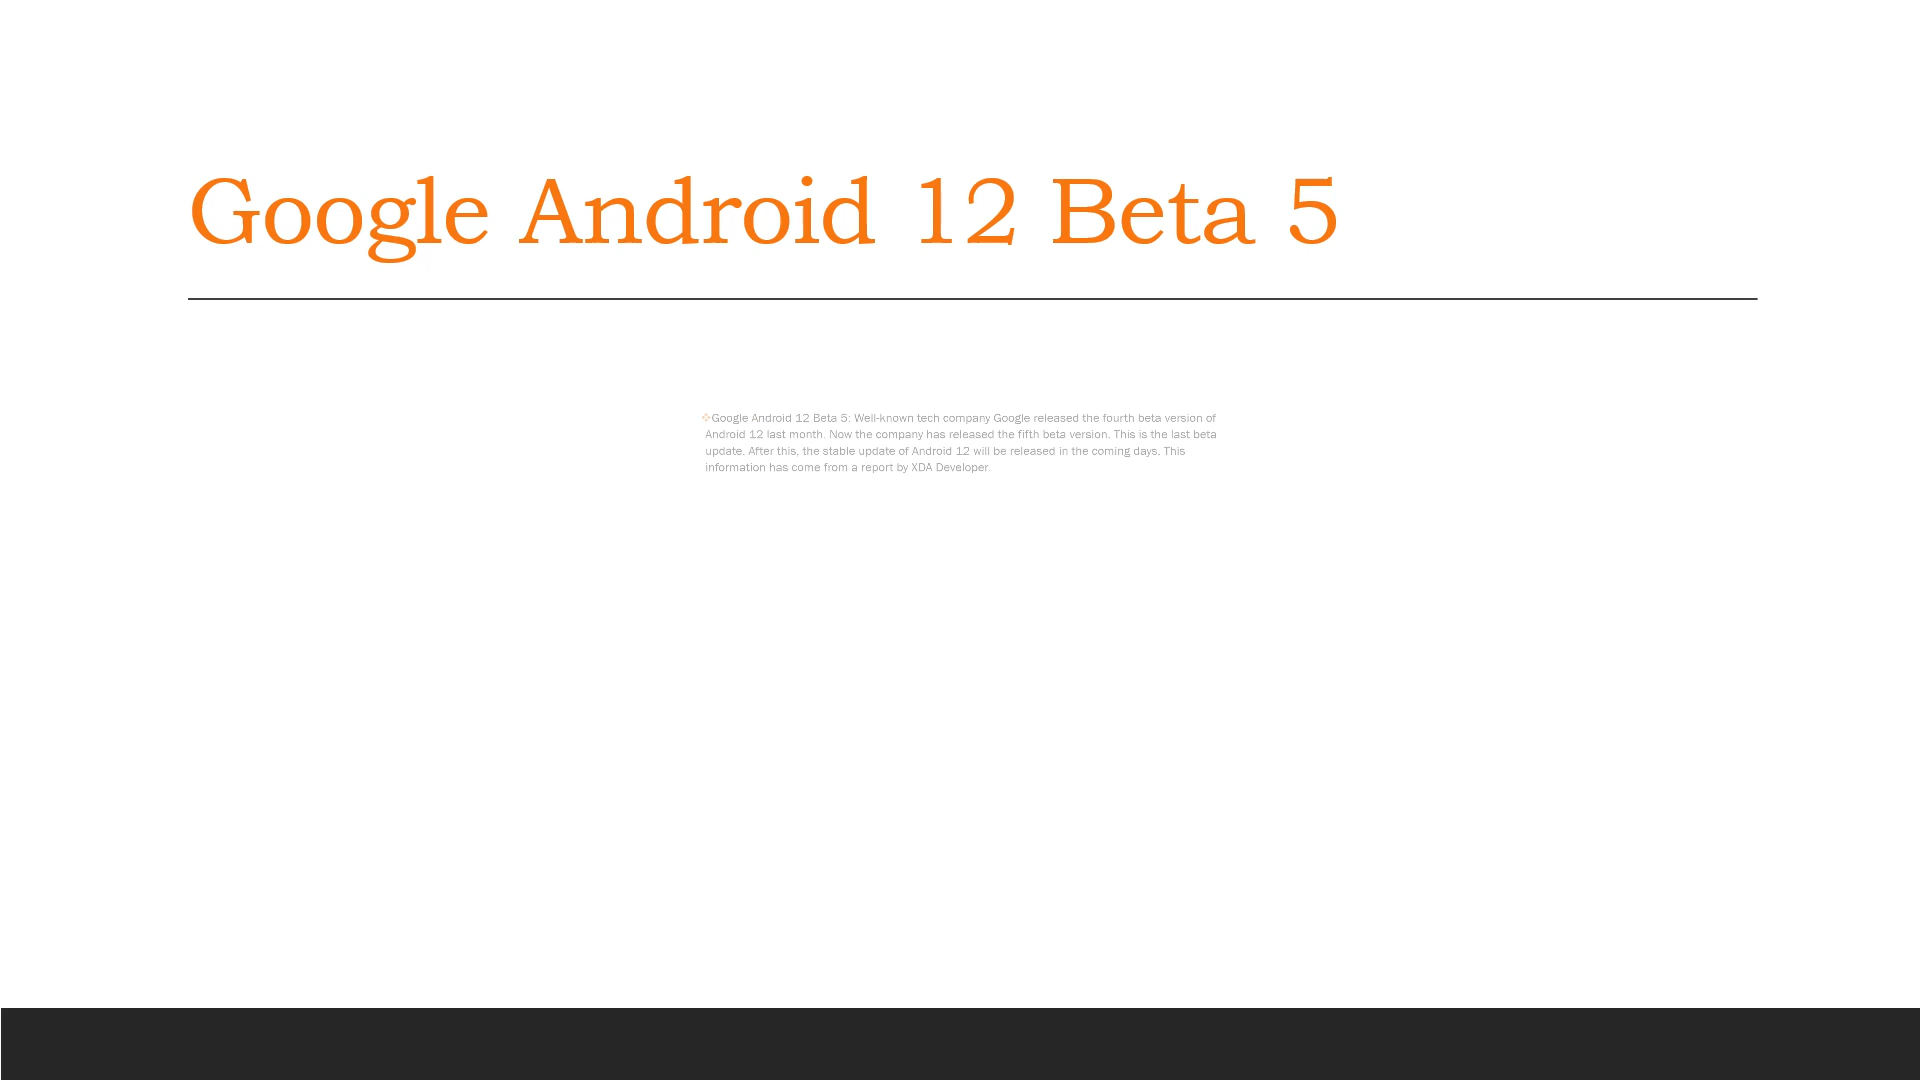 Google Android 12 Beta 5
❖Google Android 12 Beta 5: Well-known tech company Google released the fourth beta version of
Android 12 last month. Now the company has released the fifth beta version. This is the last beta
update. After this, the stable update of Android 12 will be released in the coming days. This
information has come from a report by XDA Developer.